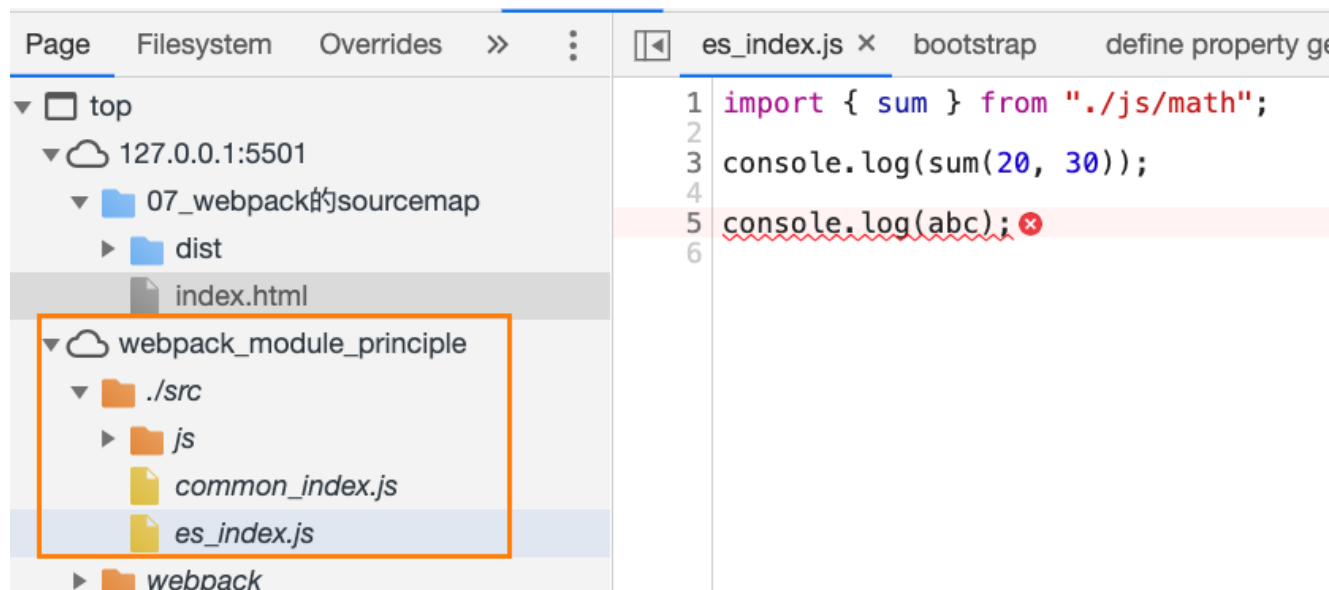 Page Filesystem Overrides »
es_index.js × bootstrap define property ge
top
127.0.0.1:5501
07_webpack的sourcemap
dist
index.html
webpack_module_principle
./src
js
common_index.js
es_index.js
webpack
1 import { sum } from "./js/math";
2
3 console.log(sum(20, 30));
4
5 console.log(abc);
6